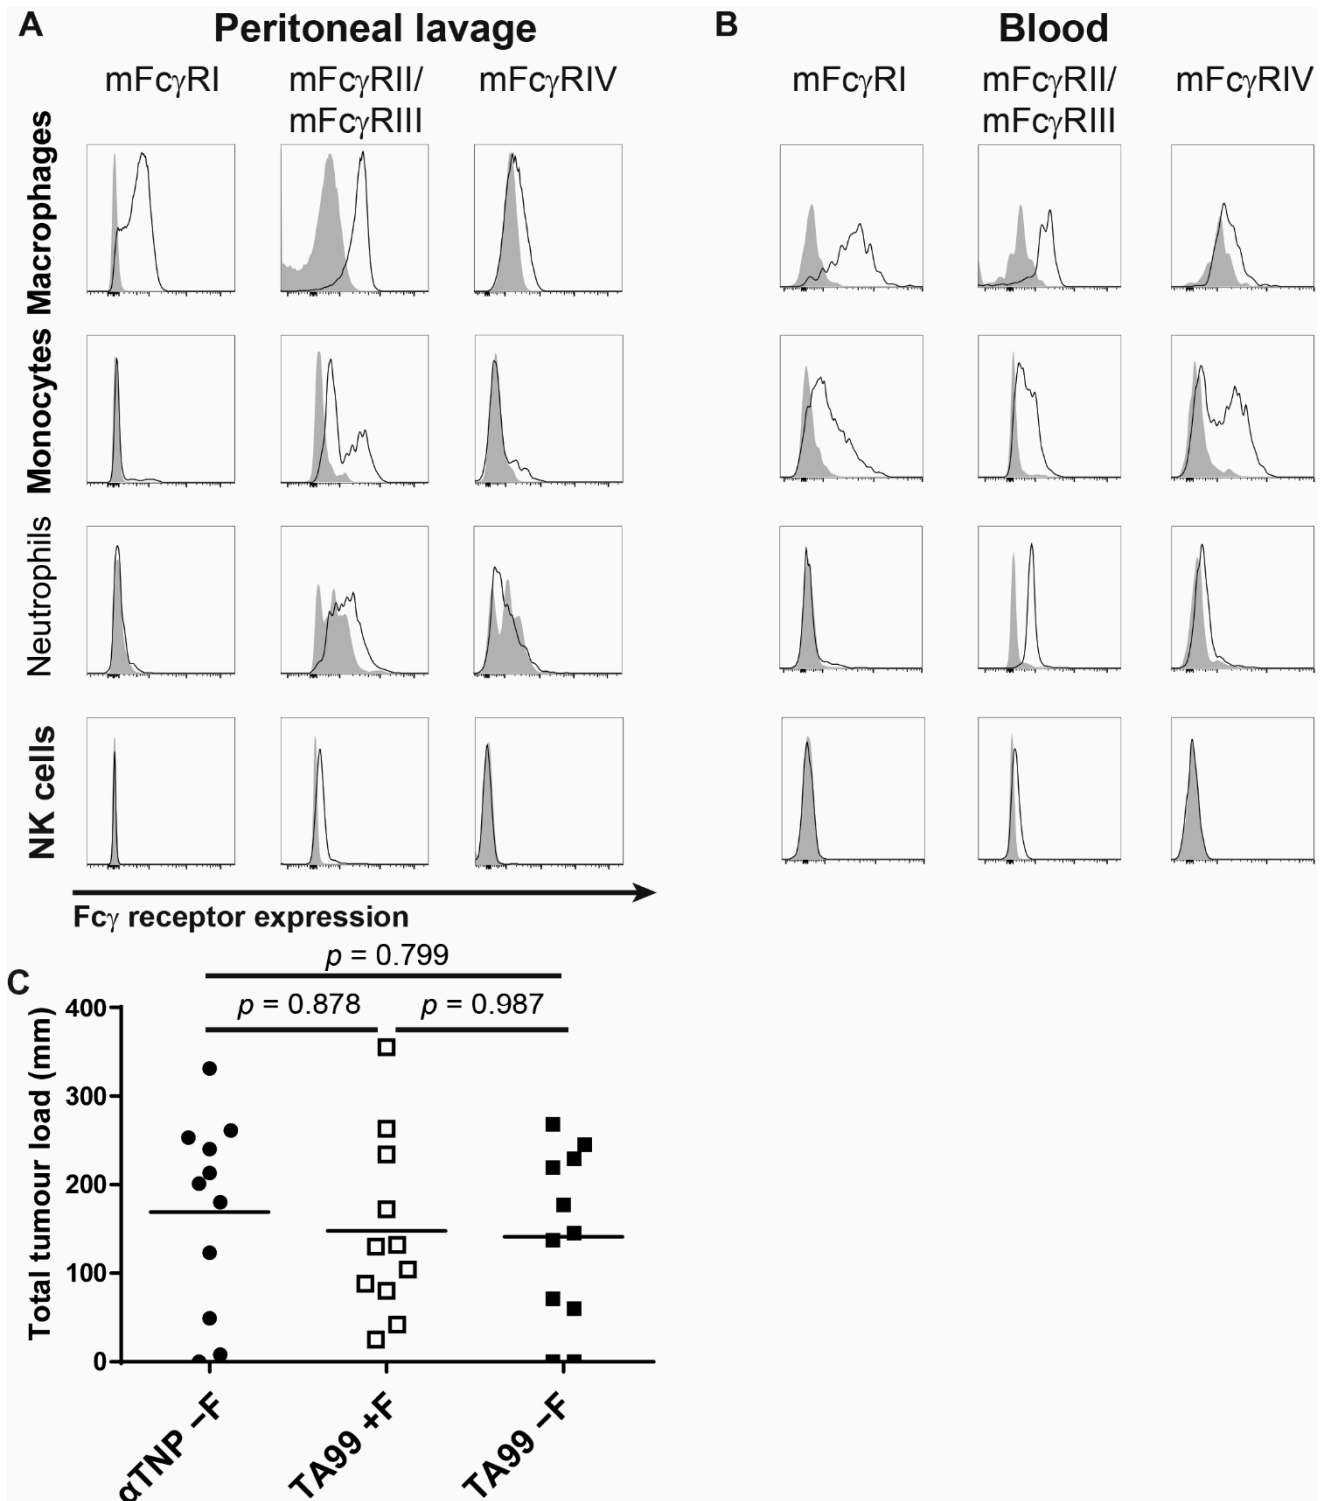 A
Peritoneal lavage
mFcγRI
mFcγRII/
mFcγRIII
mFcγRIV
B
Blood
mFcγRI
mFcγRII/
mFcγRIII
mFcγRIV
Macrophages
Monocytes
Neutrophils
NK cells
Fcγ receptor expression
C
p = 0.799
p = 0.878
p = 0.987
Total tumour load (mm)
400
300
200
100
0
αTNP −F
TA99 +F
TA99 −F